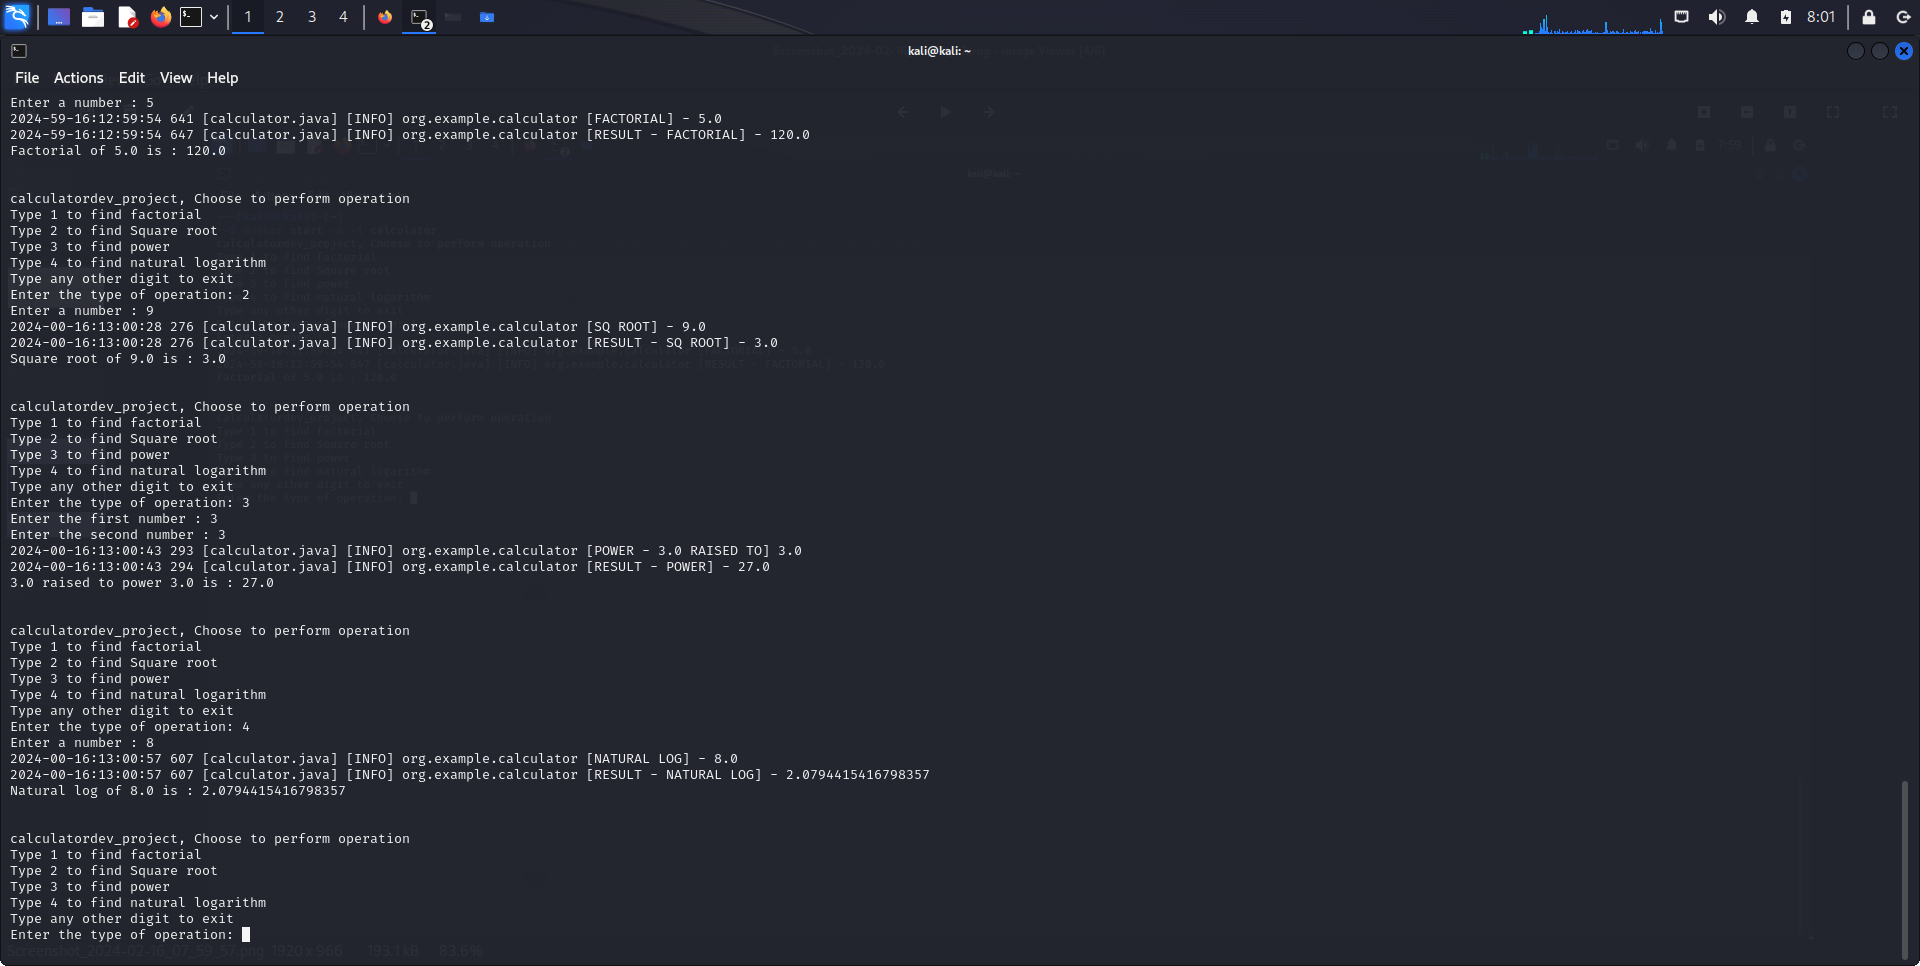 1 2 3 4 2 8:01
kali@kali: ~
File Actions Edit View Help
Enter a number : 5
2024-59-16:12:59:54 641 [calculator.java] [INFO] org.example.calculator [FACTORIAL] - 5.0
2024-59-16:12:59:54 647 [calculator.java] [INFO] org.example.calculator [RESULT - FACTORIAL] - 120.0
Factorial of 5.0 is : 120.0
calculatordev_project, Choose to perform operation
Type 1 to find factorial
Type 2 to find Square root
Type 3 to find power
Type 4 to find natural logarithm
Type any other digit to exit
Enter the type of operation: 2
Enter a number : 9
2024-00-16:13:00:28 276 [calculator.java] [INFO] org.example.calculator [SQ ROOT] - 9.0
2024-00-16:13:00:28 276 [calculator.java] [INFO] org.example.calculator [RESULT - SQ ROOT] - 3.0
Square root of 9.0 is : 3.0
calculatordev_project, Choose to perform operation
Type 1 to find factorial
Type 2 to find Square root
Type 3 to find power
Type 4 to find natural logarithm
Type any other digit to exit
Enter the type of operation: 3
Enter the first number : 3
Enter the second number : 3
2024-00-16:13:00:43 293 [calculator.java] [INFO] org.example.calculator [POWER - 3.0 RAISED TO] 3.0
2024-00-16:13:00:43 294 [calculator.java] [INFO] org.example.calculator [RESULT - POWER] - 27.0
3.0 raised to power 3.0 is : 27.0
calculatordev_project, Choose to perform operation
Type 1 to find factorial
Type 2 to find Square root
Type 3 to find power
Type 4 to find natural logarithm
Type any other digit to exit
Enter the type of operation: 4
Enter a number : 8
2024-00-16:13:00:57 607 [calculator.java] [INFO] org.example.calculator [NATURAL LOG] - 8.0
2024-00-16:13:00:57 607 [calculator.java] [INFO] org.example.calculator [RESULT - NATURAL LOG] - 2.0794415416798357
Natural log of 8.0 is : 2.0794415416798357
calculatordev_project, Choose to perform operation
Type 1 to find factorial
Type 2 to find Square root
Type 3 to find power
Type 4 to find natural logarithm
Type any other digit to exit
Enter the type of operation:
Screenshot_2024-02-16_07_59_57.png 1920 x 966 193.1 kB 83.6%